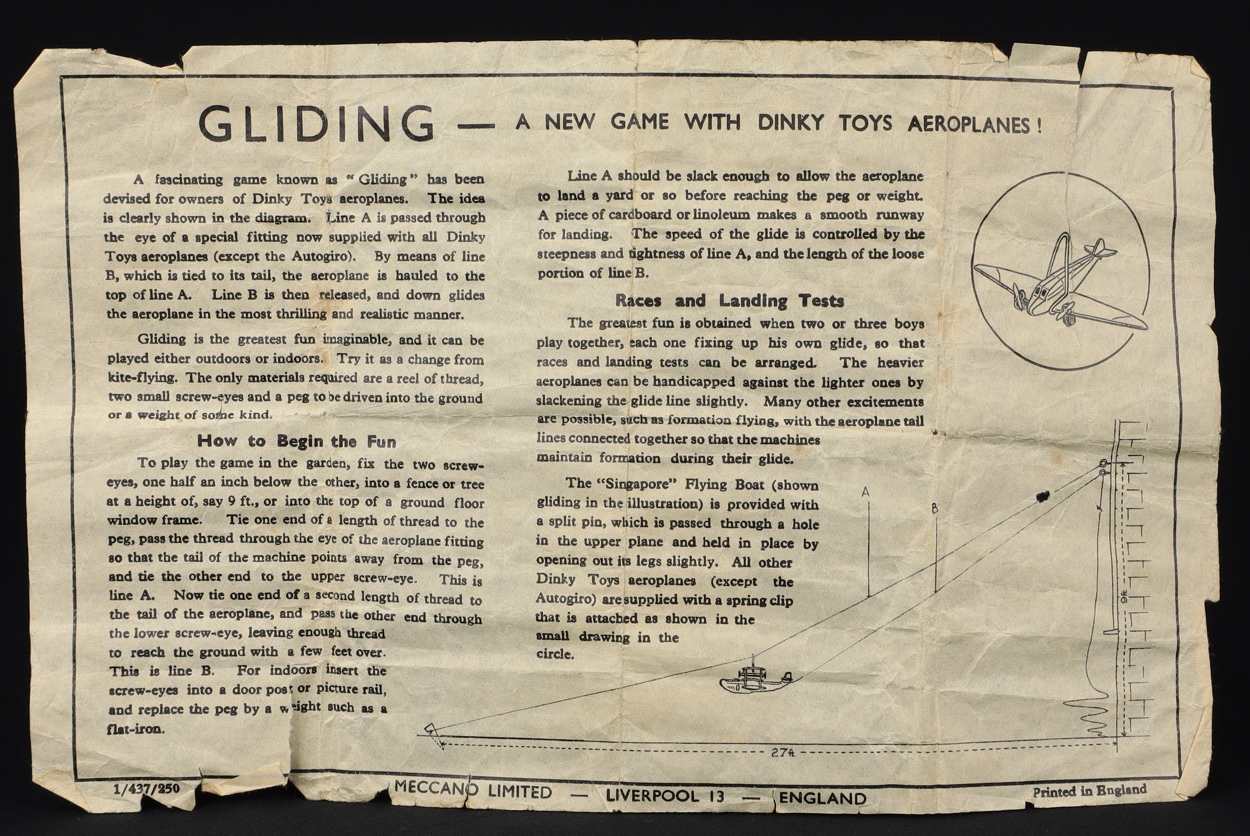 GLIDING — A NEW GAME WITH DINKY TOYS AEROPLANES!
A fascinating game known as "Gliding" has been
devised for owners of Dinky Toys aeroplanes. The idea
is clearly shown in the diagram. Line A is passed through
the eye of a special fitting now supplied with all Dinky
Toys aeroplanes (except the Autogiro). By means of line
B, which is tied to its tail, the aeroplane is hauled to the
top of line A. Line B is then released, and down glides
the aeroplane in the most thrilling and realistic manner.
Gliding is the greatest fun imaginable, and it can be
played either outdoors or indoors. Try it as a change from
kite-flying. The only materials required are a reel of thread,
two small screw-eyes and a peg to be driven into the ground
or a weight of some kind.
How to Begin the Fun
To play the game in the garden, fix the two screw-
eyes, one half an inch below the other, into a fence or tree
at a height of, say 9 ft., or into the top of a ground floor
window frame. Tie one end of a length of thread to the
peg, pass the thread through the eye of the aeroplane fitting
so that the tail of the machine points away from the peg,
and tie the other end to the upper screw-eye. This is
line A. Now tie one end of a second length of thread to
the tail of the aeroplane, and pass the other end through
the lower screw-eye, leaving enough thread
to reach the ground with a few feet over.
This is line B. For indoors insert the
screw-eyes into a door post or picture rail,
and replace the peg by a weight such as a
flat-iron.
Line A should be slack enough to allow the aeroplane
to land a yard or so before reaching the peg or weight.
A piece of cardboard or linoleum makes a smooth runway
for landing. The speed of the glide is controlled by the
steepness and tightness of line A, and the length of the loose
portion of line B.
Races and Landing Tests
The greatest fun is obtained when two or three boys
play together, each one fixing up his own glide, so that
races and landing tests can be arranged. The heavier
aeroplanes can be handicapped against the lighter ones by
slackening the glide line slightly. Many other excitements
are possible, such as formation flying, with the aeroplane tail
lines connected together so that the machines
maintain formation during their glide.
The "Singapore" Flying Boat (shown
gliding in the illustration) is provided with
a split pin, which is passed through a hole
in the upper plane and held in place by
opening out its legs slightly. All other
Dinky Toys aeroplanes (except the
Autogiro) are supplied with a spring clip
that is attached as shown in the
small drawing in the
circle.
A
B
9ft
27ft
1/437/250
MECCANO LIMITED — LIVERPOOL 13 — ENGLAND
Printed in England